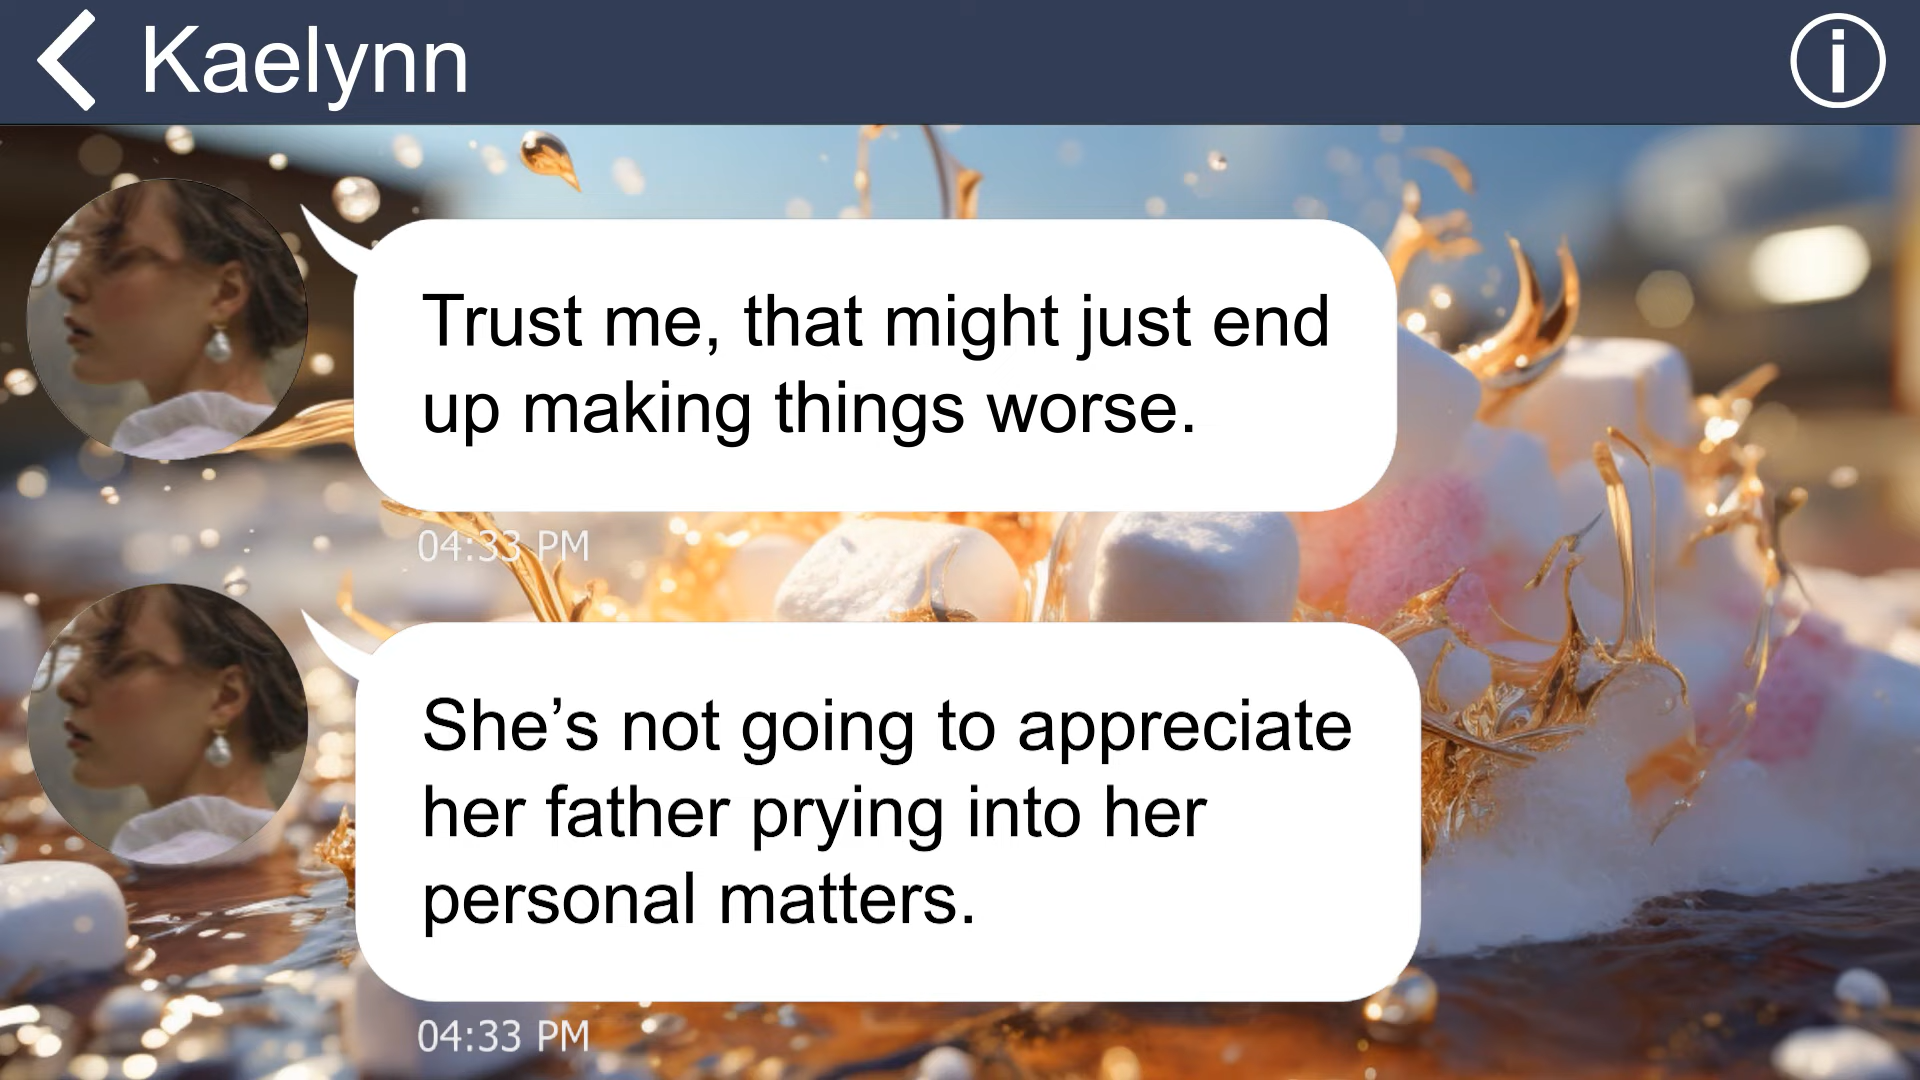 Kaelynn
Trust me, that might just end
up making things worse.
04:33 PM
She’s not going to appreciate
her father prying into her
personal matters.
04:33 PM